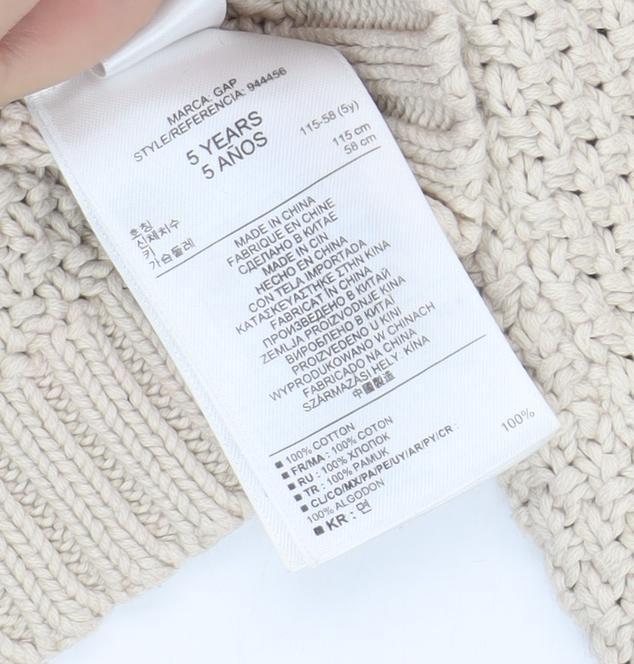 MARCA: GAP
STYLE/REFERENCIA: 944456
5 YEARS
5 AÑOS
호칭 115-58 (5y)
신체치수
키 115 cm
가슴둘레 58 cm
MADE IN CHINA
FABRIQUE EN CHINE
СДЕЛАНО В КИТАЕ
MADE IN CIN
HECHO EN CHINA
CON TELA IMPORTADA
ΚΑΤΑΣΚΕΥΑΣΤΗΚΕ ΣΤΗΝ ΚΙΝΑ
FABRICAT IN CHINA
ПРОИЗВЕДЕНО В КИТАЙ
ZEMLJA PROIZVODNJE KINA
ВИРОБЛЕНО В КИТАЇ
PROIZVEDENO U KINI
WYPRODUKOWANO W CHINACH
FABRICADO NA CHINA
SZÁRMAZÁSI HELY: KÍNA
中國製造
■ 100% COTTON
■ FR/MA : 100% COTON
■ RU : 100% ХЛОПОК
■ TR : 100% PAMUK
■ CL/CO/MX/PA/PE/UY/AR/PY/CR :
100% ALGODON
■ KR : 면 100%